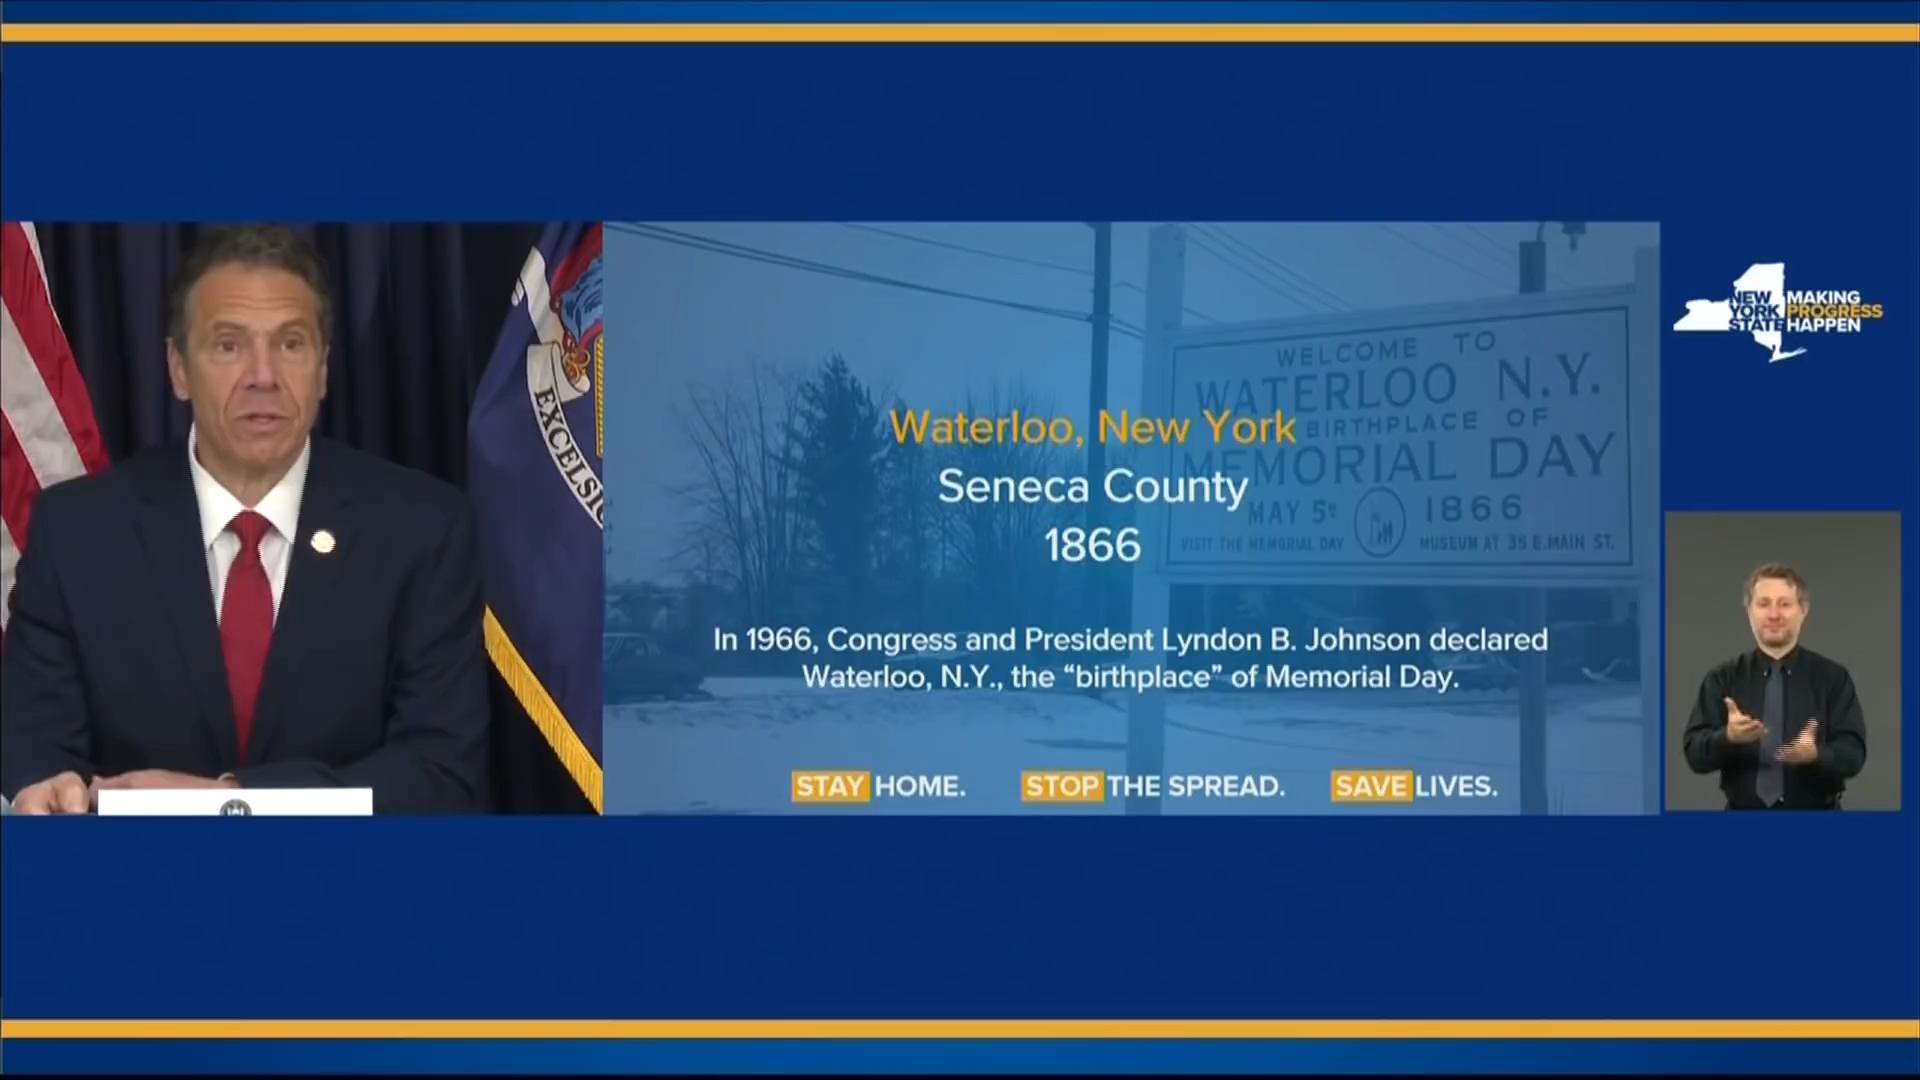 EXCELSI
Waterloo, New York
Seneca County
1866
In 1966, Congress and President Lyndon B. Johnson declared
Waterloo, N.Y., the “birthplace” of Memorial Day.
STAY HOME. STOP THE SPREAD. SAVE LIVES.
WELCOME TO
WATERLOO N.Y.
BIRTHPLACE OF
MEMORIAL DAY
MAY 5TH 1866
VISIT THE MEMORIAL DAY MUSEUM AT 35 E. MAIN ST.
NEW
YORK
STATE
MAKING
PROGRESS
HAPPEN